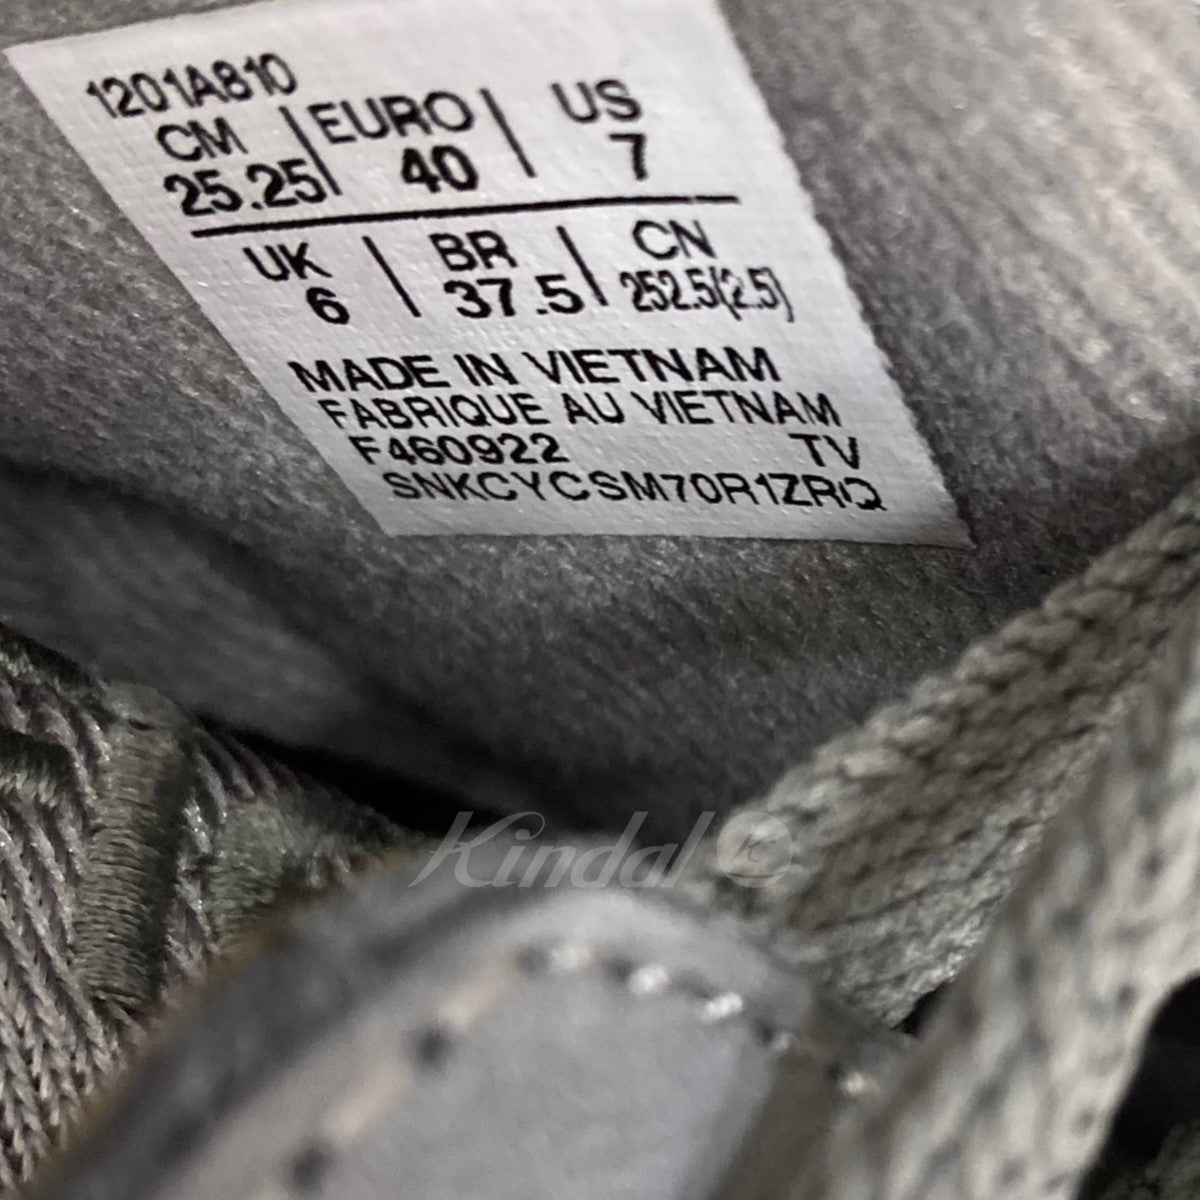 1201A810
CM | EURO | US
25.25 40 7
UK | BR | CN
6 37.5 252.5(2.5)
MADE IN VIETNAM
FABRIQUE AU VIETNAM
F460922 TV
SNKCYCSM70R1ZRQ
Kindal